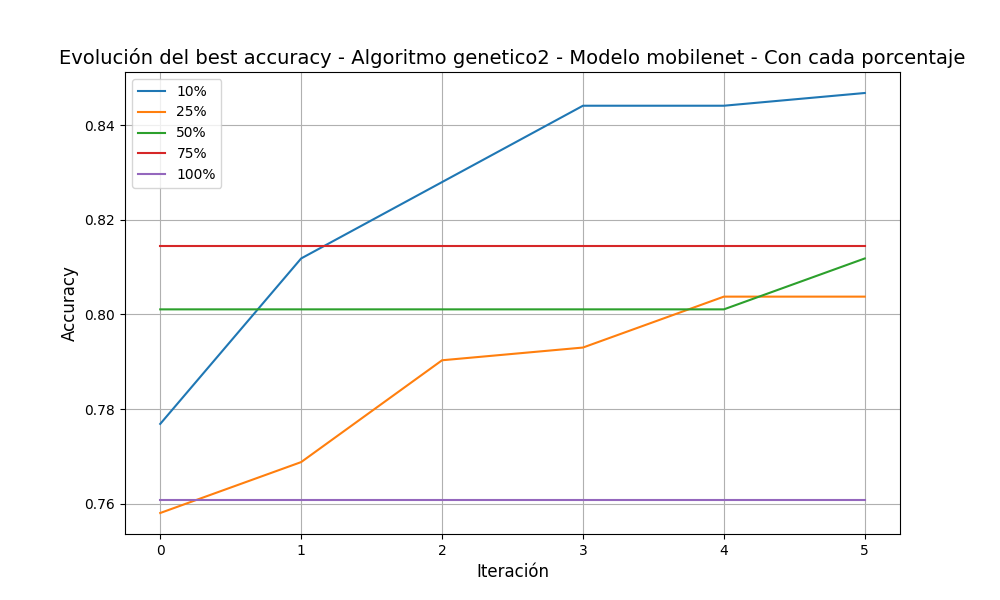 Evolución del best accuracy - Algoritmo genetico2 - Modelo mobilenet - Con cada porcentaje
10%
25%
50%
75%
100%
Accuracy
0.84
0.82
0.80
0.78
0.76
0 1 2 3 4 5
Iteración